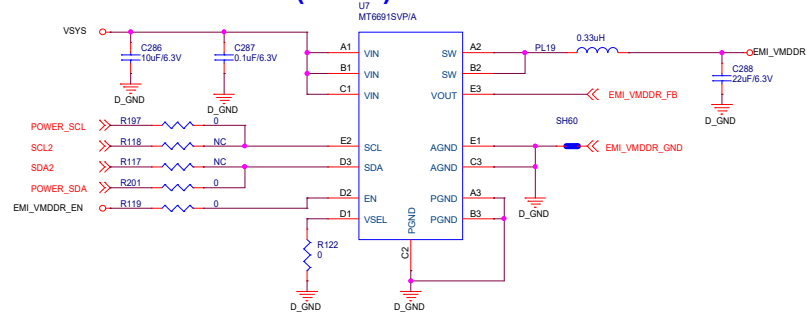 U7
MT6691SVP/A
VSYS
C286
10uF/6.3V
C287
0.1uF/6.3V
D_GND
D_GND
A1 VIN SW A2 PL19 0.33uH EMI_VMDDR
B1 VIN SW B2
C288
22uF/6.3V
D_GND
C1 VIN VOUT E3 EMI_VMDDR_FB
POWER_SCL R197 0
SCL2 R118 NC E2 SCL AGND E1 SH60 EMI_VMDDR_GND
SDA2 R117 NC D3 SDA AGND C3
POWER_SDA R201 0
D_GND
EMI_VMDDR_EN R119 0 D2 EN PGND A3
D1 VSEL PGND B3
PGND
C2
R122
0
D_GND
D_GND